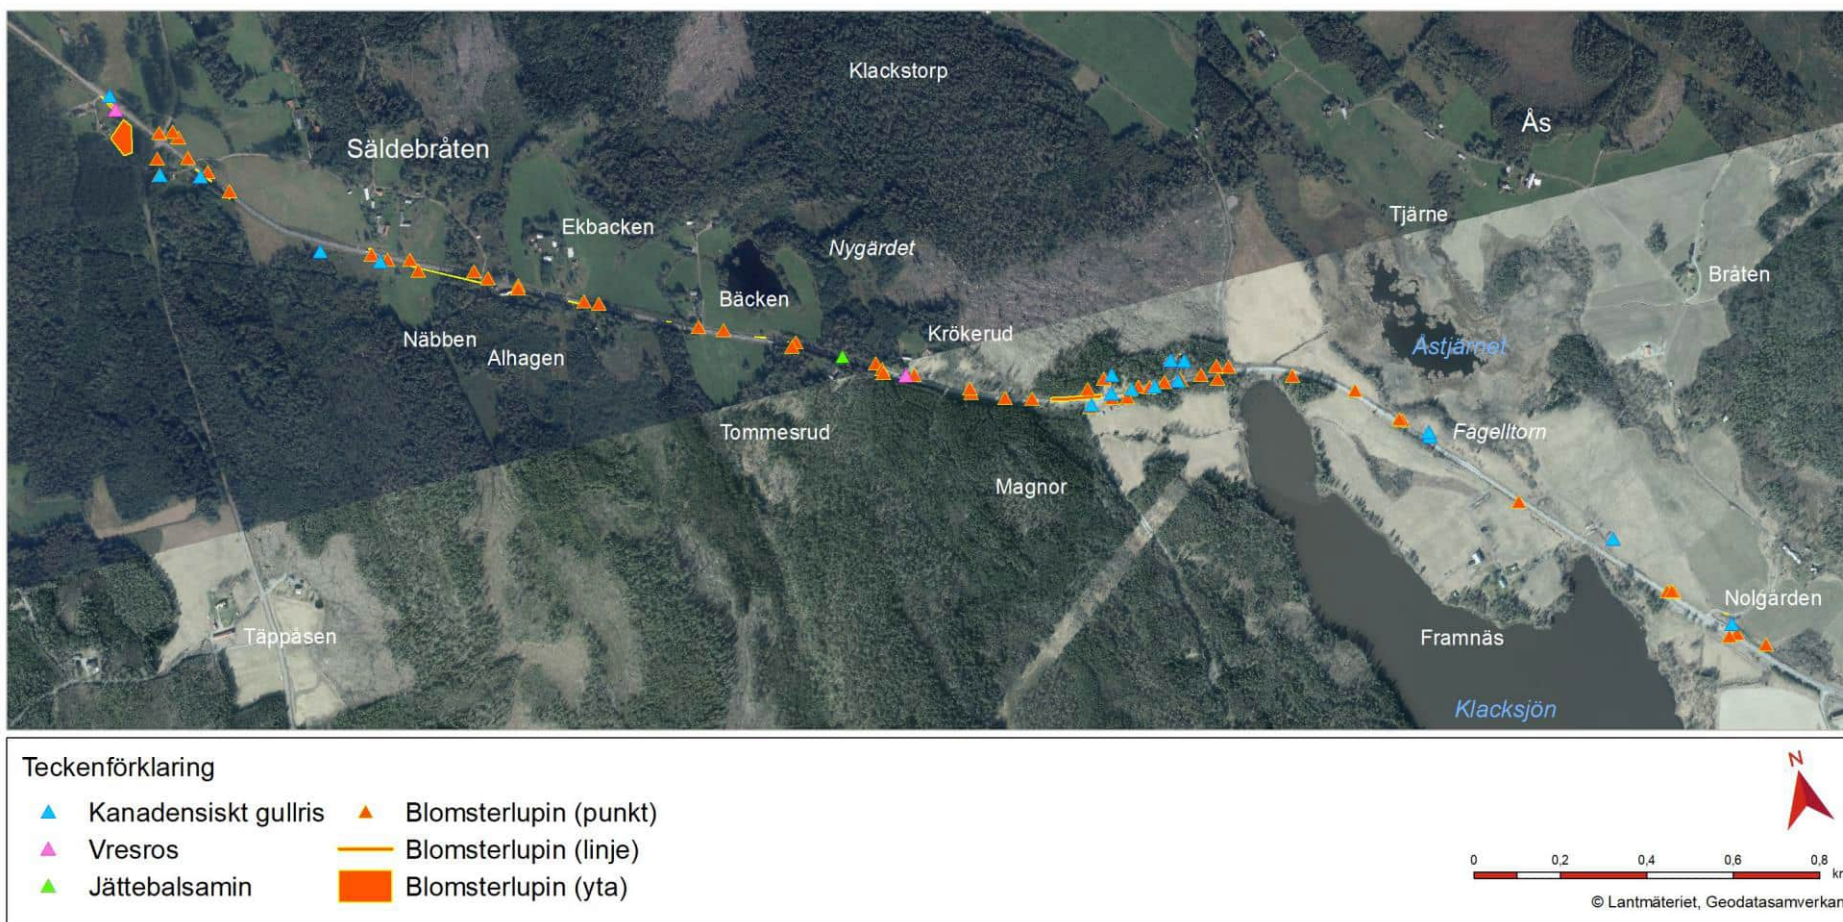 Klackstorp
Ås
Säldebråten
Tjärne
Ekbacken
Nygärdet
Bråten
Bäcken
Krökerud
Näbben
Åstjärnet
Alhagen
Tommesrud
Fågelltorn
Magnor
Nolgården
Täppåsen
Framnäs
Klacksjön
Teckenförklaring
Kanadensiskt gullris
Blomsterlupin (punkt)
Vresros
Blomsterlupin (linje)
Jättebalsamin
Blomsterlupin (yta)
N
0 0,2 0,4 0,6 0,8
© Lantmäteriet, Geodatasamverkan